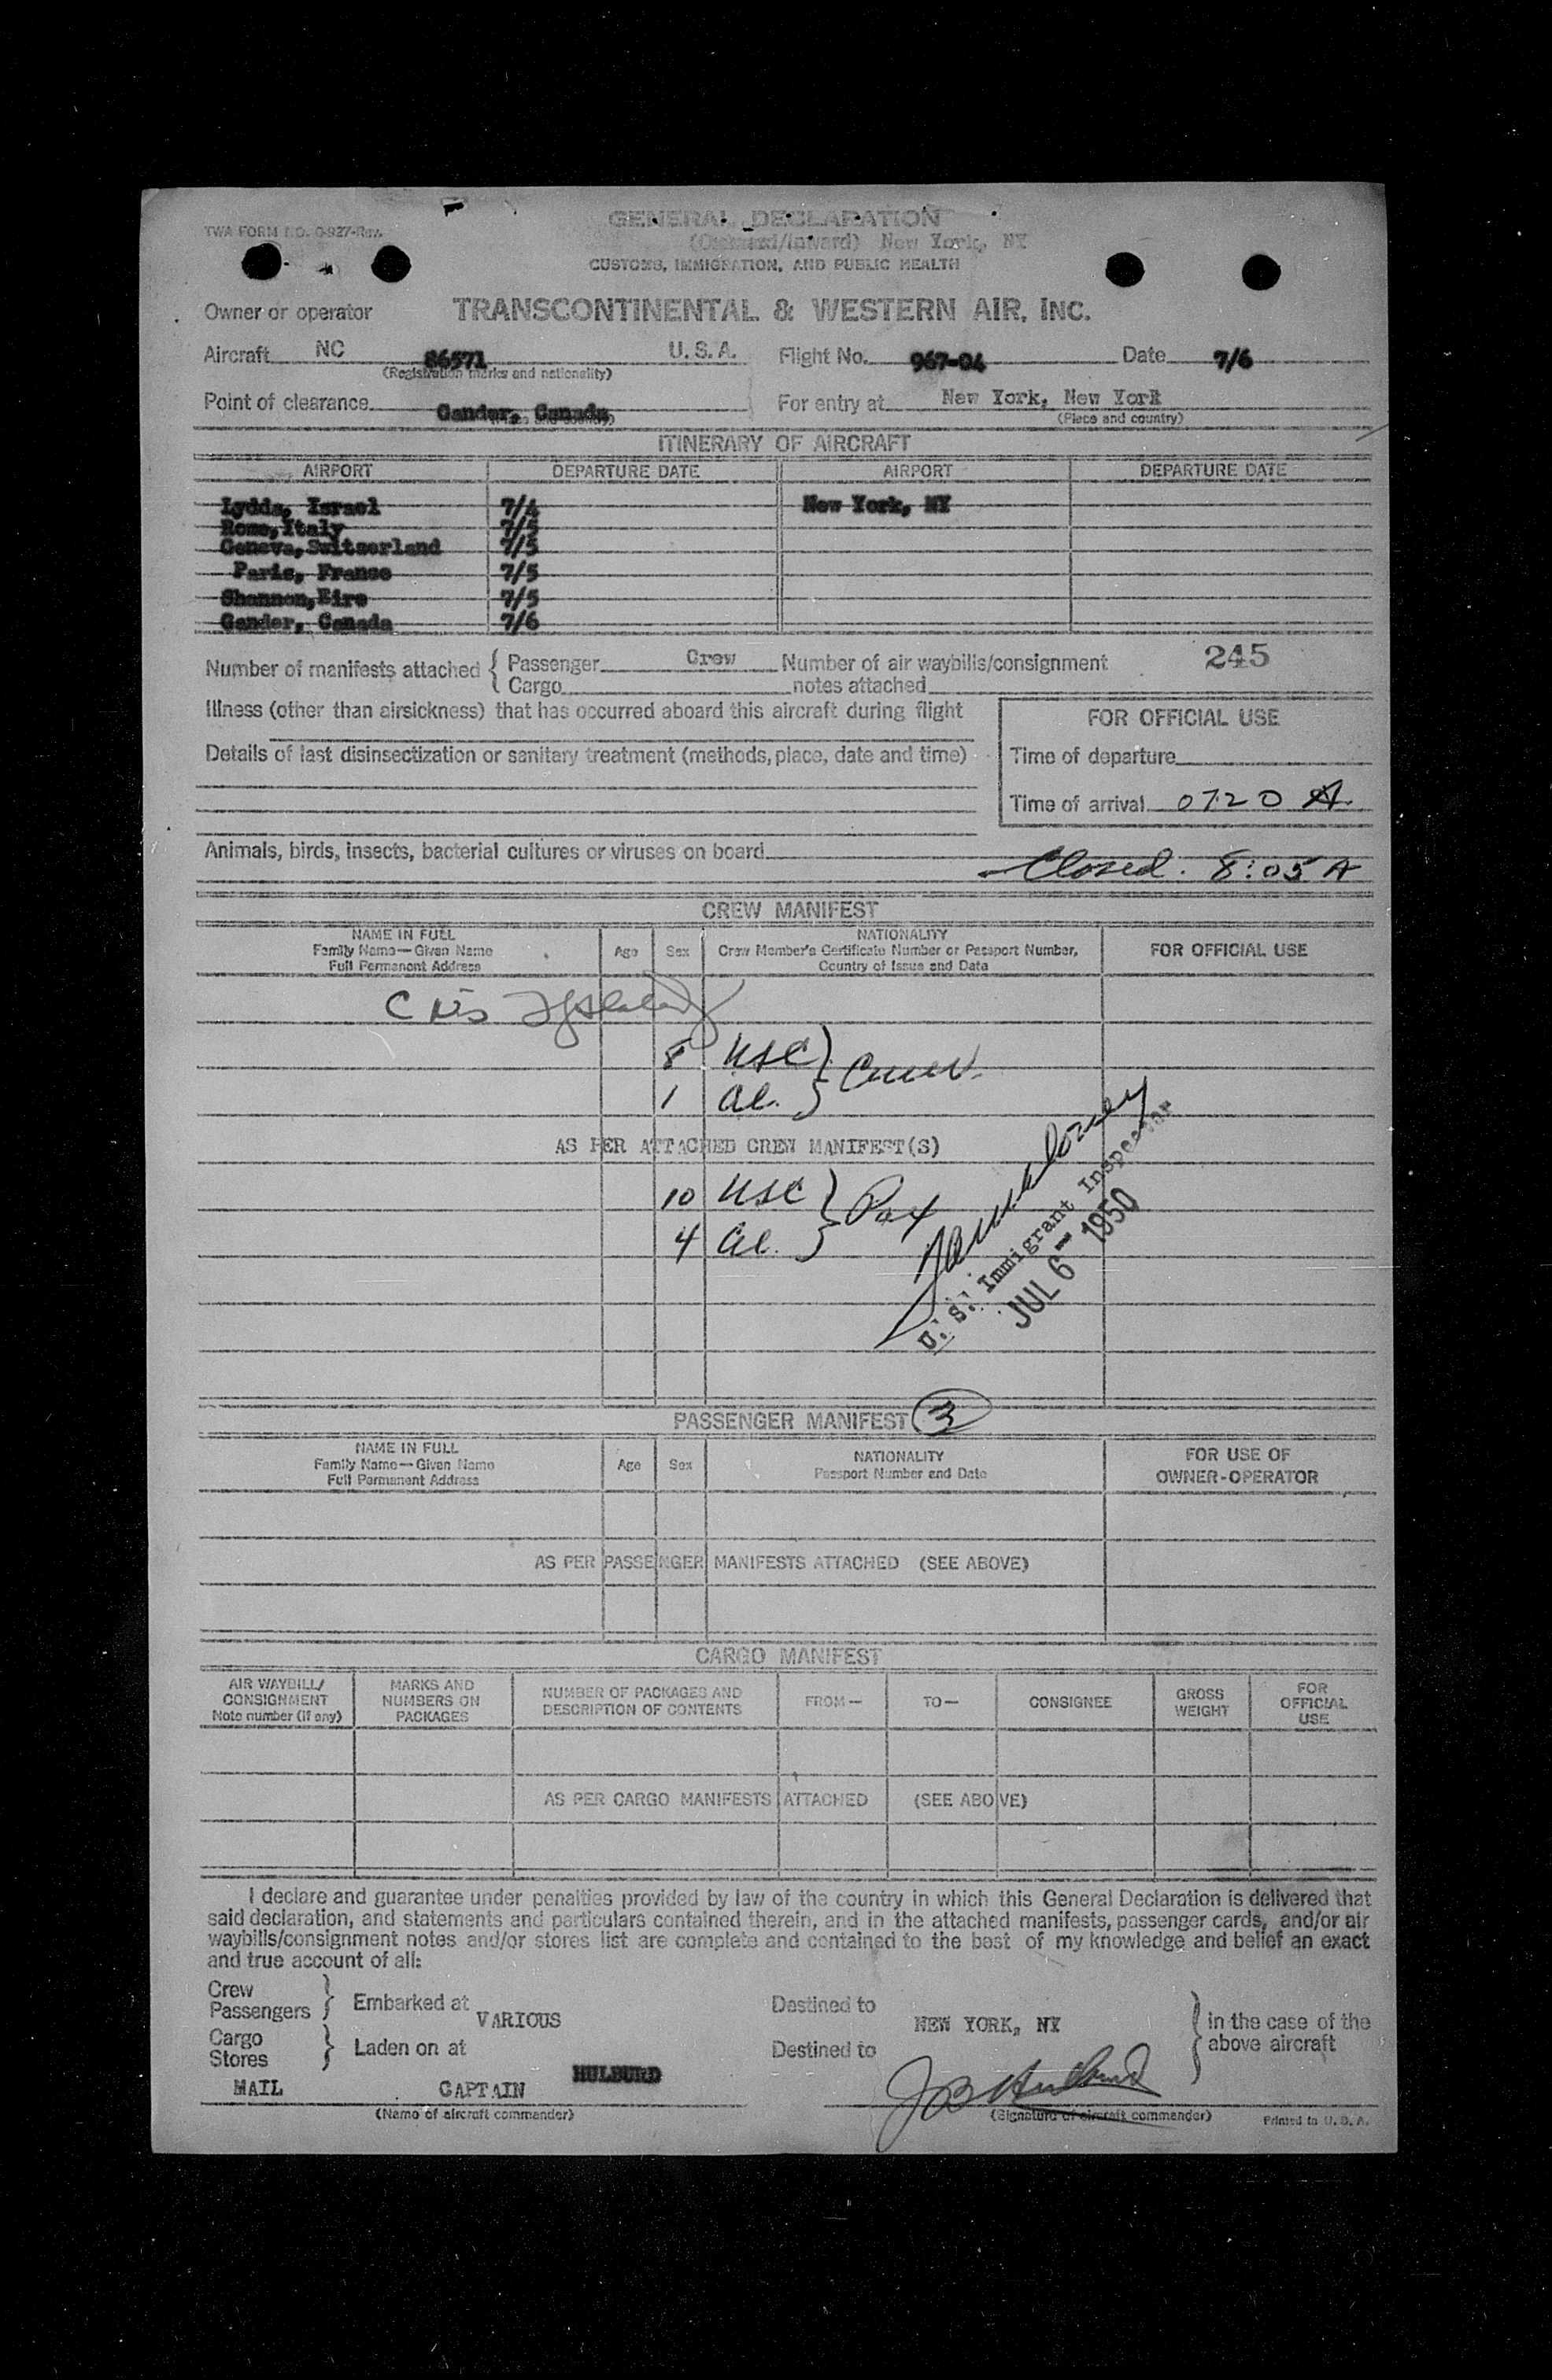 TWA FORM NO. 0-927-Rev.
GENERAL DECLARATION
(Outward/Inward) New York, NY
CUSTOMS, IMMIGRATION, AND PUBLIC HEALTH
Owner or operator TRANSCONTINENTAL & WESTERN AIR, INC.
Aircraft NC 86571 U. S. A. Flight No. 967-04 Date 7/6
(Registration marks and nationality)
Point of clearance Gander, Canada For entry at New York, New York
(Place and country) (Place and country)
ITINERARY OF AIRCRAFT
AIRPORT DEPARTURE DATE AIRPORT DEPARTURE DATE
Lydda, Israel 7/4 New York, NY
Rome, Italy 7/5
Geneva, Switzerland 7/5
Paris, France 7/5
Shannon, Eire 7/5
Gander, Canada 7/6
Number of manifests attached { Passenger Crew Number of air waybills/consignment 245
Cargo notes attached
Illness (other than airsickness) that has occurred aboard this aircraft during flight
FOR OFFICIAL USE
Details of last disinsectization or sanitary treatment (methods, place, date and time)
Time of departure
Time of arrival 0720 A
Animals, birds, insects, bacterial cultures or viruses on board
Closed. 8:05 A
CREW MANIFEST
NAME IN FULL Age Sex NATIONALITY FOR OFFICIAL USE
Family Name—Given Name Crew Member's Certificate Number or Passport Number,
Full Permanent Address Country of Issue and Date
8 USC } Crew
1 Al. }
AS PER ATTACHED CREW MANIFEST(S)
10 USC } Pax
4 Al. }
U. S. Immigrant Inspector
JUL 6 - 1950
PASSENGER MANIFEST 3
NAME IN FULL Age Sex NATIONALITY FOR USE OF
Family Name—Given Name Passport Number and Date OWNER-OPERATOR
Full Permanent Address
AS PER PASSENGER MANIFESTS ATTACHED (SEE ABOVE)
CARGO MANIFEST
AIR WAYBILL/ MARKS AND NUMBER OF PACKAGES AND FROM— TO— CONSIGNEE GROSS FOR
CONSIGNMENT NUMBERS ON DESCRIPTION OF CONTENTS WEIGHT OFFICIAL
Note number (if any) PACKAGES USE
AS PER CARGO MANIFESTS ATTACHED (SEE ABOVE)
I declare and guarantee under penalties provided by law of the country in which this General Declaration is delivered that
said declaration, and statements and particulars contained therein, and in the attached manifests, passenger cards, and/or air
waybills/consignment notes and/or stores list are complete and contained to the best of my knowledge and belief an exact
and true account of all:
Crew
Passengers } Embarked at VARIOUS Destined to NEW YORK, NY } in the case of the
Cargo
Stores } Laden on at Destined to above aircraft
MAIL CAPTAIN HULBURD J B Hulburd
(Name of aircraft commander) (Signature of aircraft commander) Printed in U. S. A.